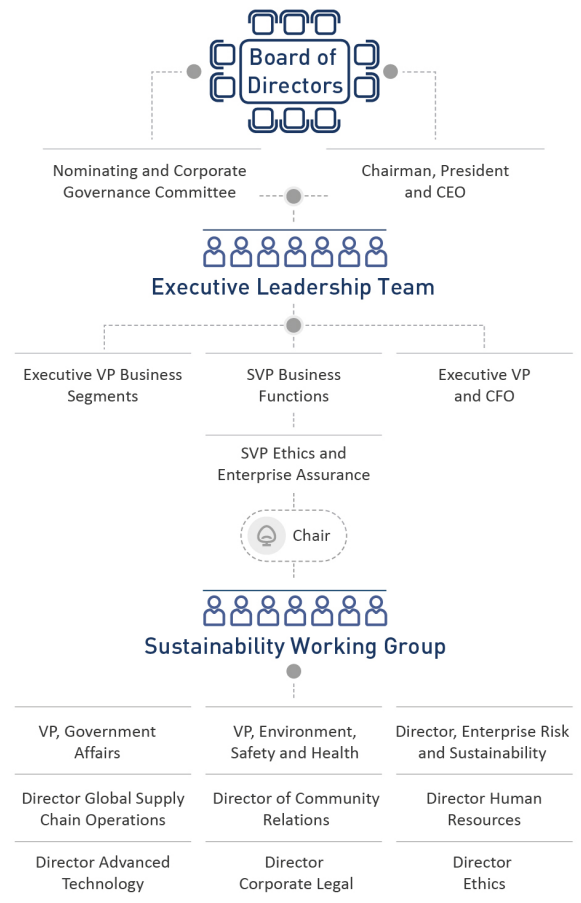 Board of
Directors
Nominating and Corporate
Governance Committee
Chairman, President
and CEO
Executive Leadership Team
Executive VP Business
Segments
SVP Business
Functions
Executive VP
and CFO
SVP Ethics and
Enterprise Assurance
Chair
Sustainability Working Group
VP, Government
Affairs
VP, Environment,
Safety and Health
Director, Enterprise Risk
and Sustainability
Director Global Supply
Chain Operations
Director of Community
Relations
Director Human
Resources
Director Advanced
Technology
Director
Corporate Legal
Director
Ethics